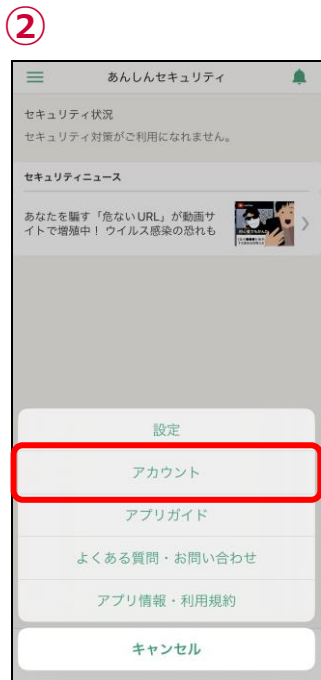 ②
あんしんセキュリティ
セキュリティ状況
セキュリティ対策がご利用になれません。
セキュリティニュース
あなたを騙す「危ないURL」が動画サ
イトで増殖中！ ウイルス感染の恐れも
設定
アカウント
アプリガイド
よくある質問・お問い合わせ
アプリ情報・利用規約
キャンセル